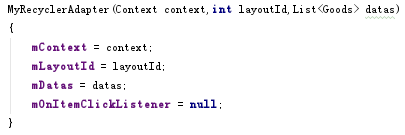 MyRecyclerAdapter(Context context,int layoutId,List<Goods> datas)
{
mContext = context;
mLayoutId = layoutId;
mDatas = datas;
mOnItemClickListener = null;
}